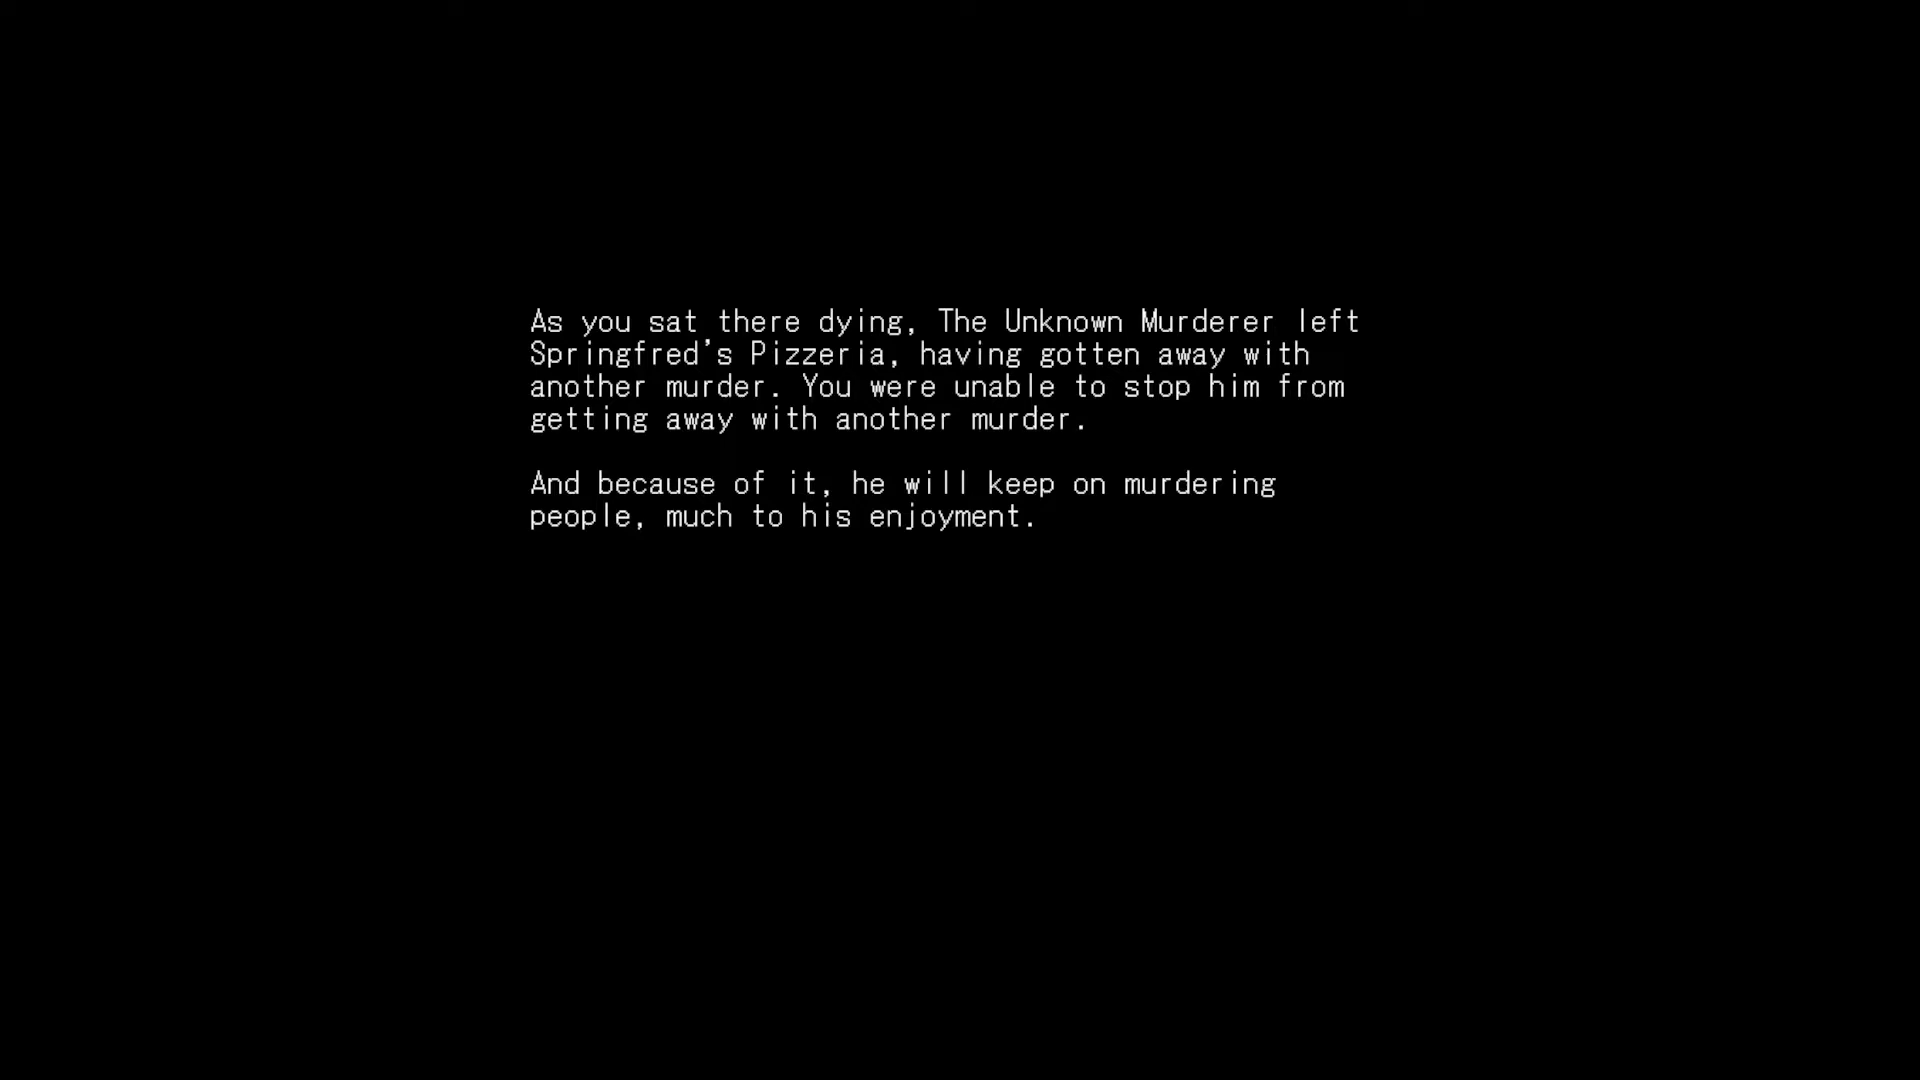 As you sat there dying, The Unknown Murderer left
Springfred's Pizzeria, having gotten away with
another murder. You were unable to stop him from
getting away with another murder.
And because of it, he will keep on murdering
people, much to his enjoyment.